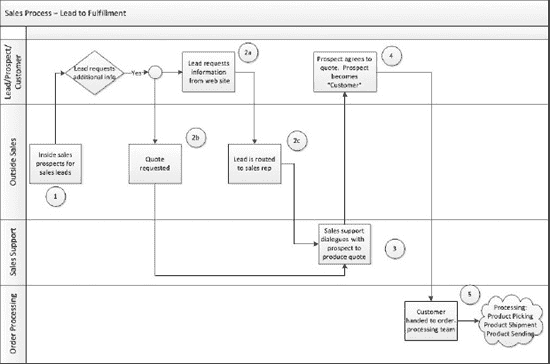 Sales Process – Lead to Fulfillment
Lead/Prospect/
Customer
Lead requests
additional info
Yes
Lead requests
information
from web site
2a
Prospect agrees to
quote. Prospect
becomes
"Customer"
4
Outside Sales
Inside sales
prospects for
sales leads
1
Quote
requested
2b
Lead is routed
to sales rep
2c
Sales Support
Sales support
dialogues with
prospect to
produce quote
3
Order Processing
Customer
handed to order
processing team
5
Processing:
Product Picking
Product Shipment
Product Sending